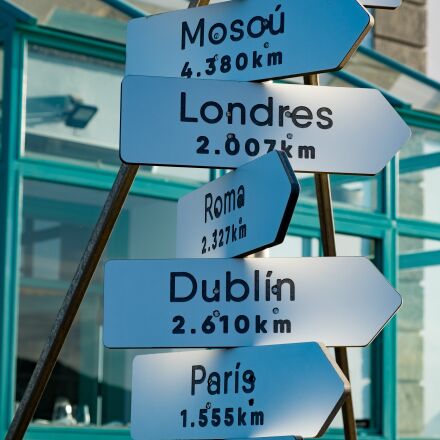 Moscú
4.380km
Londres
2.007km
Roma
2.327km
Dublín
2.610km
París
1.555km